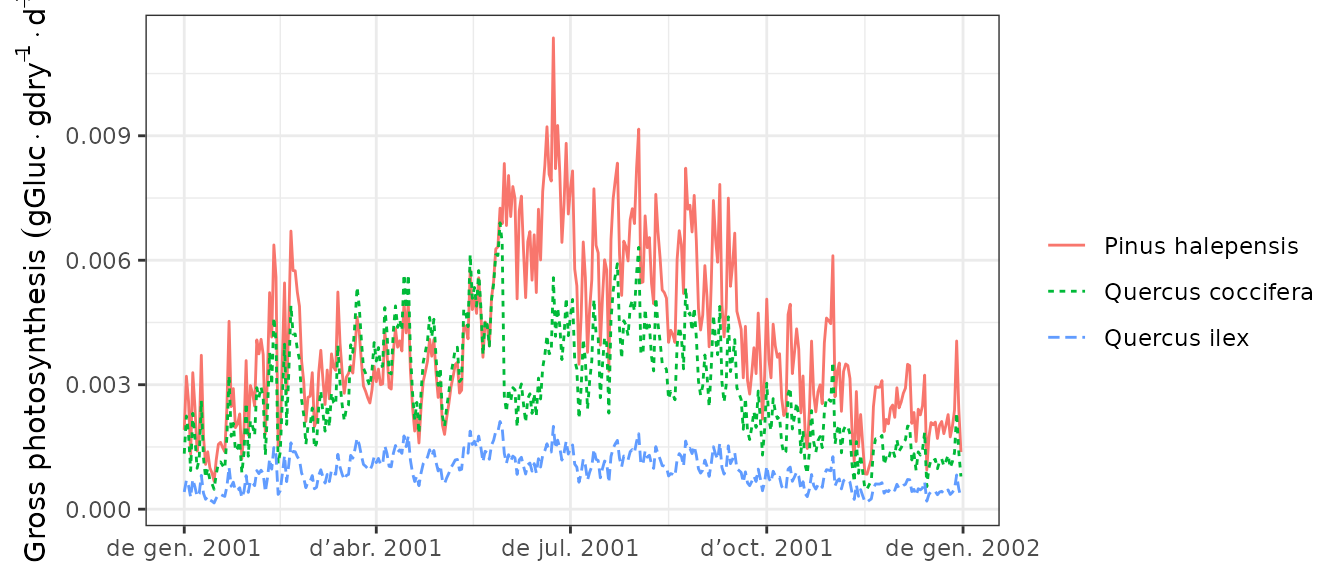 Gross photosynthesis (gGluc · gdry⁻¹ · d⁻
0.009
0.006
0.003
0.000
de gen. 2001
d’abr. 2001
de jul. 2001
d’oct. 2001
de gen. 2002
Pinus halepensis
Quercus coccifera
Quercus ilex